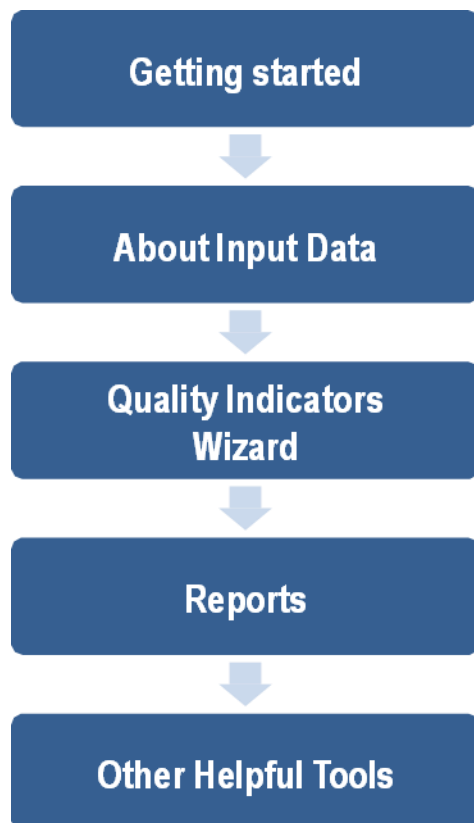 Getting started
About Input Data
Quality Indicators
Wizard
Reports
Other Helpful Tools